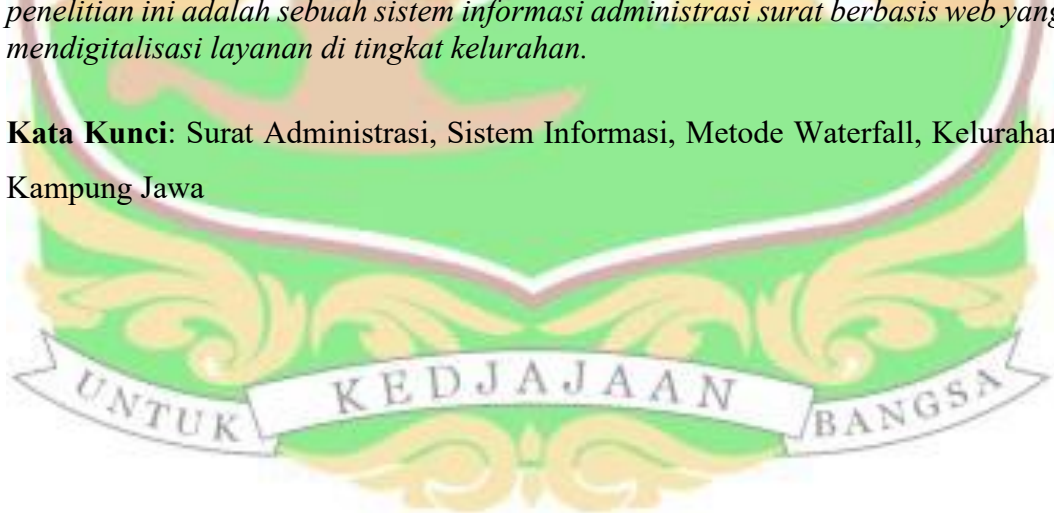 penelitian ini adalah sebuah sistem informasi administrasi surat berbasis web yang
mendigitalisasi layanan di tingkat kelurahan.
Kata Kunci: Surat Administrasi, Sistem Informasi, Metode Waterfall, Kelurahan
Kampung Jawa
UNTUK KEDJAJAAN BANGSA